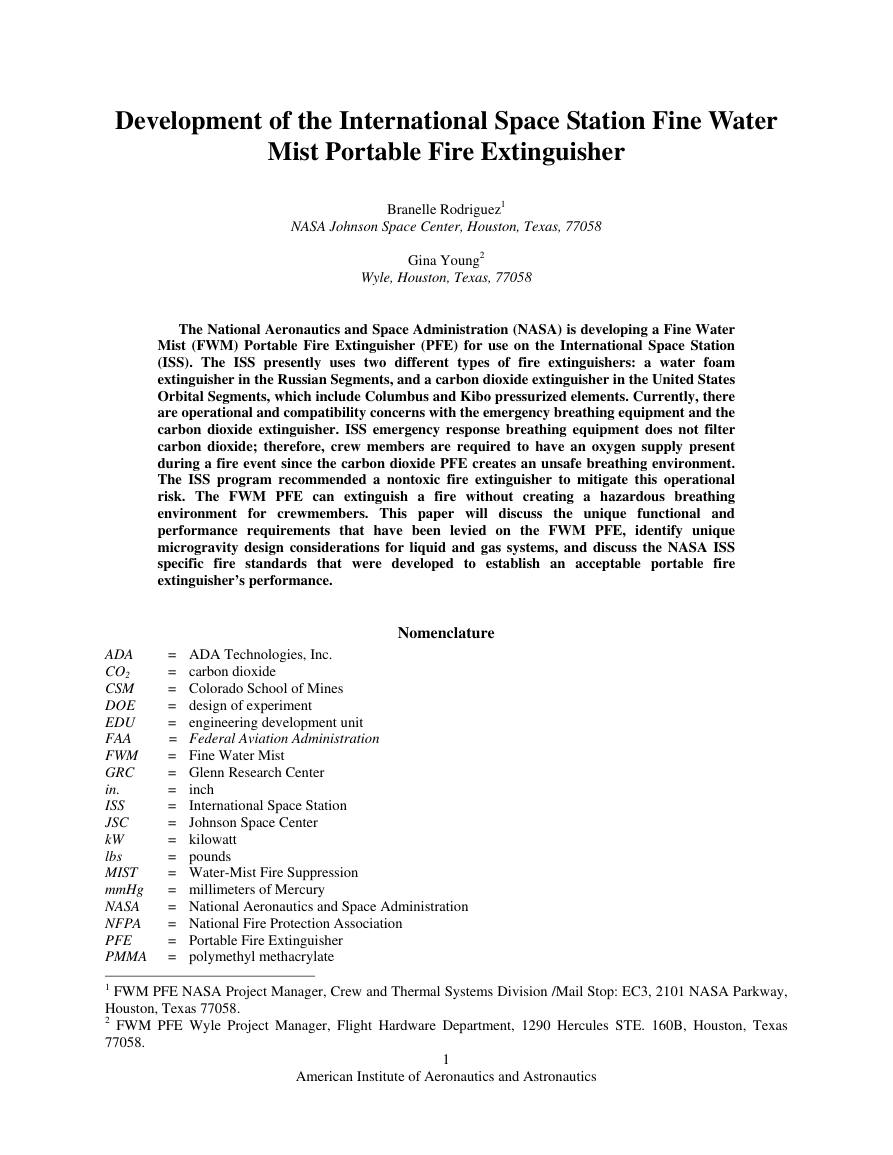 Development of the International Space Station Fine Water
Mist Portable Fire Extinguisher
Branelle Rodriguez1
NASA Johnson Space Center, Houston, Texas, 77058
Gina Young2
Wyle, Houston, Texas, 77058
The National Aeronautics and Space Administration (NASA) is developing a Fine Water
Mist (FWM) Portable Fire Extinguisher (PFE) for use on the International Space Station
(ISS). The ISS presently uses two different types of fire extinguishers: a water foam
extinguisher in the Russian Segments, and a carbon dioxide extinguisher in the United States
Orbital Segments, which include Columbus and Kibo pressurized elements. Currently, there
are operational and compatibility concerns with the emergency breathing equipment and the
carbon dioxide extinguisher. ISS emergency response breathing equipment does not filter
carbon dioxide; therefore, crew members are required to have an oxygen supply present
during a fire event since the carbon dioxide PFE creates an unsafe breathing environment.
The ISS program recommended a nontoxic fire extinguisher to mitigate this operational
risk. The FWM PFE can extinguish a fire without creating a hazardous breathing
environment for crewmembers. This paper will discuss the unique functional and
performance requirements that have been levied on the FWM PFE, identify unique
microgravity design considerations for liquid and gas systems, and discuss the NASA ISS
specific fire standards that were developed to establish an acceptable portable fire
extinguisher’s performance.
Nomenclature
ADA = ADA Technologies, Inc.
CO2 = carbon dioxide
CSM = Colorado School of Mines
DOE = design of experiment
EDU = engineering development unit
FAA = Federal Aviation Administration
FWM = Fine Water Mist
GRC = Glenn Research Center
in. = inch
ISS = International Space Station
JSC = Johnson Space Center
kW = kilowatt
lbs = pounds
MIST = Water-Mist Fire Suppression
mmHg = millimeters of Mercury
NASA = National Aeronautics and Space Administration
NFPA = National Fire Protection Association
PFE = Portable Fire Extinguisher
PMMA = polymethyl methacrylate
1 FWM PFE NASA Project Manager, Crew and Thermal Systems Division /Mail Stop: EC3, 2101 NASA Parkway,
Houston, Texas 77058.
2 FWM PFE Wyle Project Manager, Flight Hardware Department, 1290 Hercules STE. 160B, Houston, Texas
77058.
1
American Institute of Aeronautics and Astronautics